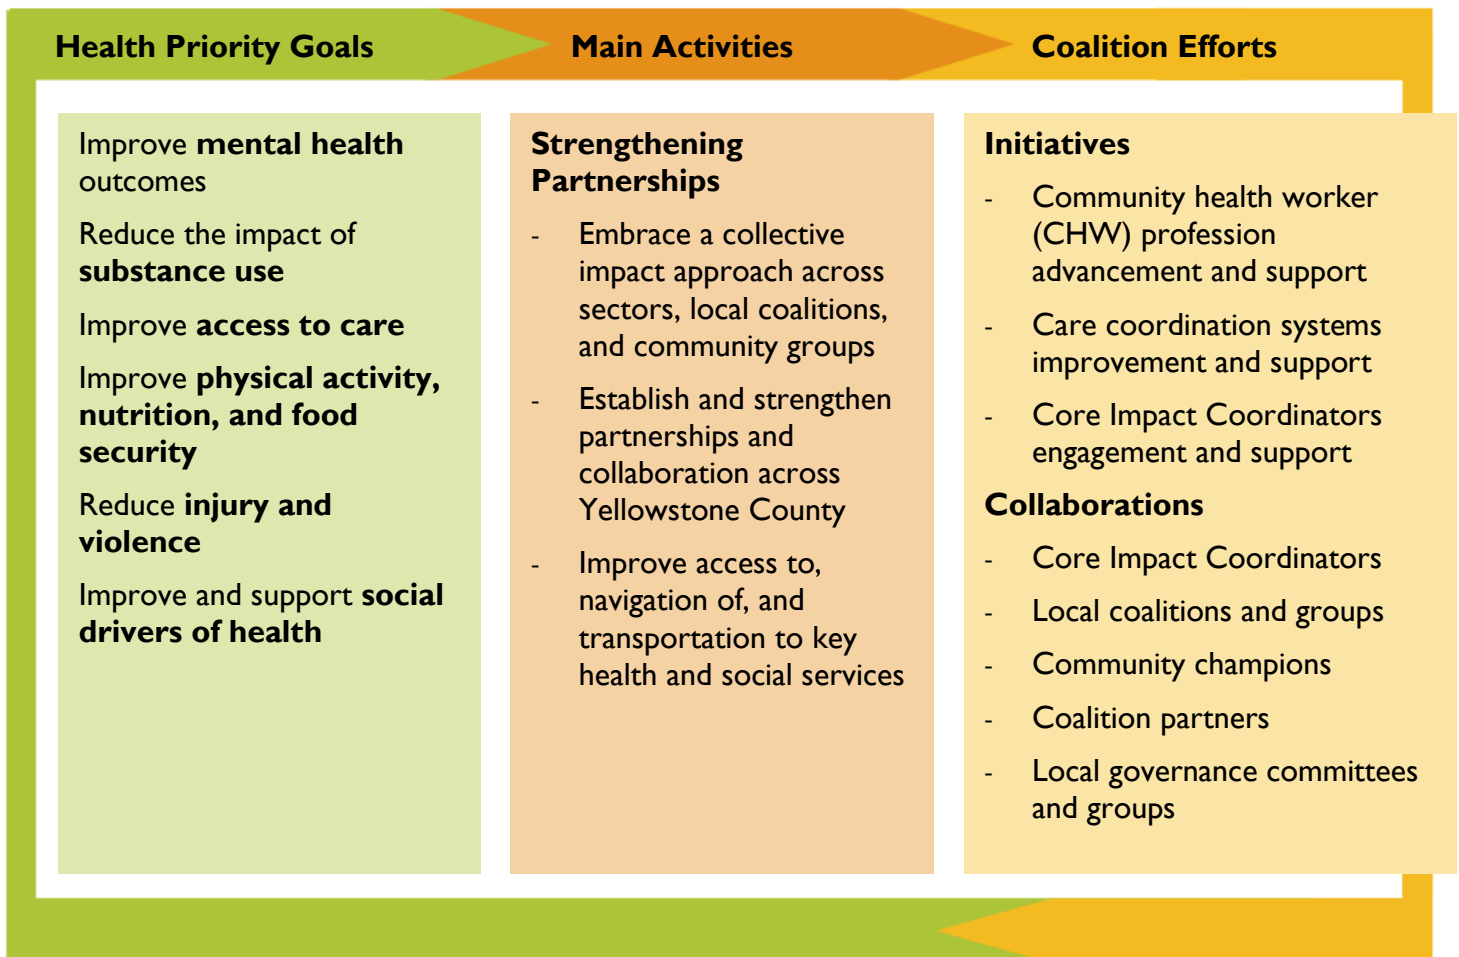 Health Priority Goals
Main Activities
Coalition Efforts
Improve mental health
outcomes
Reduce the impact of
substance use
Improve access to care
Improve physical activity,
nutrition, and food
security
Reduce injury and
violence
Improve and support social
drivers of health
Strengthening
Partnerships
- Embrace a collective
impact approach across
sectors, local coalitions,
and community groups
- Establish and strengthen
partnerships and
collaboration across
Yellowstone County
- Improve access to,
navigation of, and
transportation to key
health and social services
Initiatives
- Community health worker
(CHW) profession
advancement and support
- Care coordination systems
improvement and support
- Core Impact Coordinators
engagement and support
Collaborations
- Core Impact Coordinators
- Local coalitions and groups
- Community champions
- Coalition partners
- Local governance committees
and groups